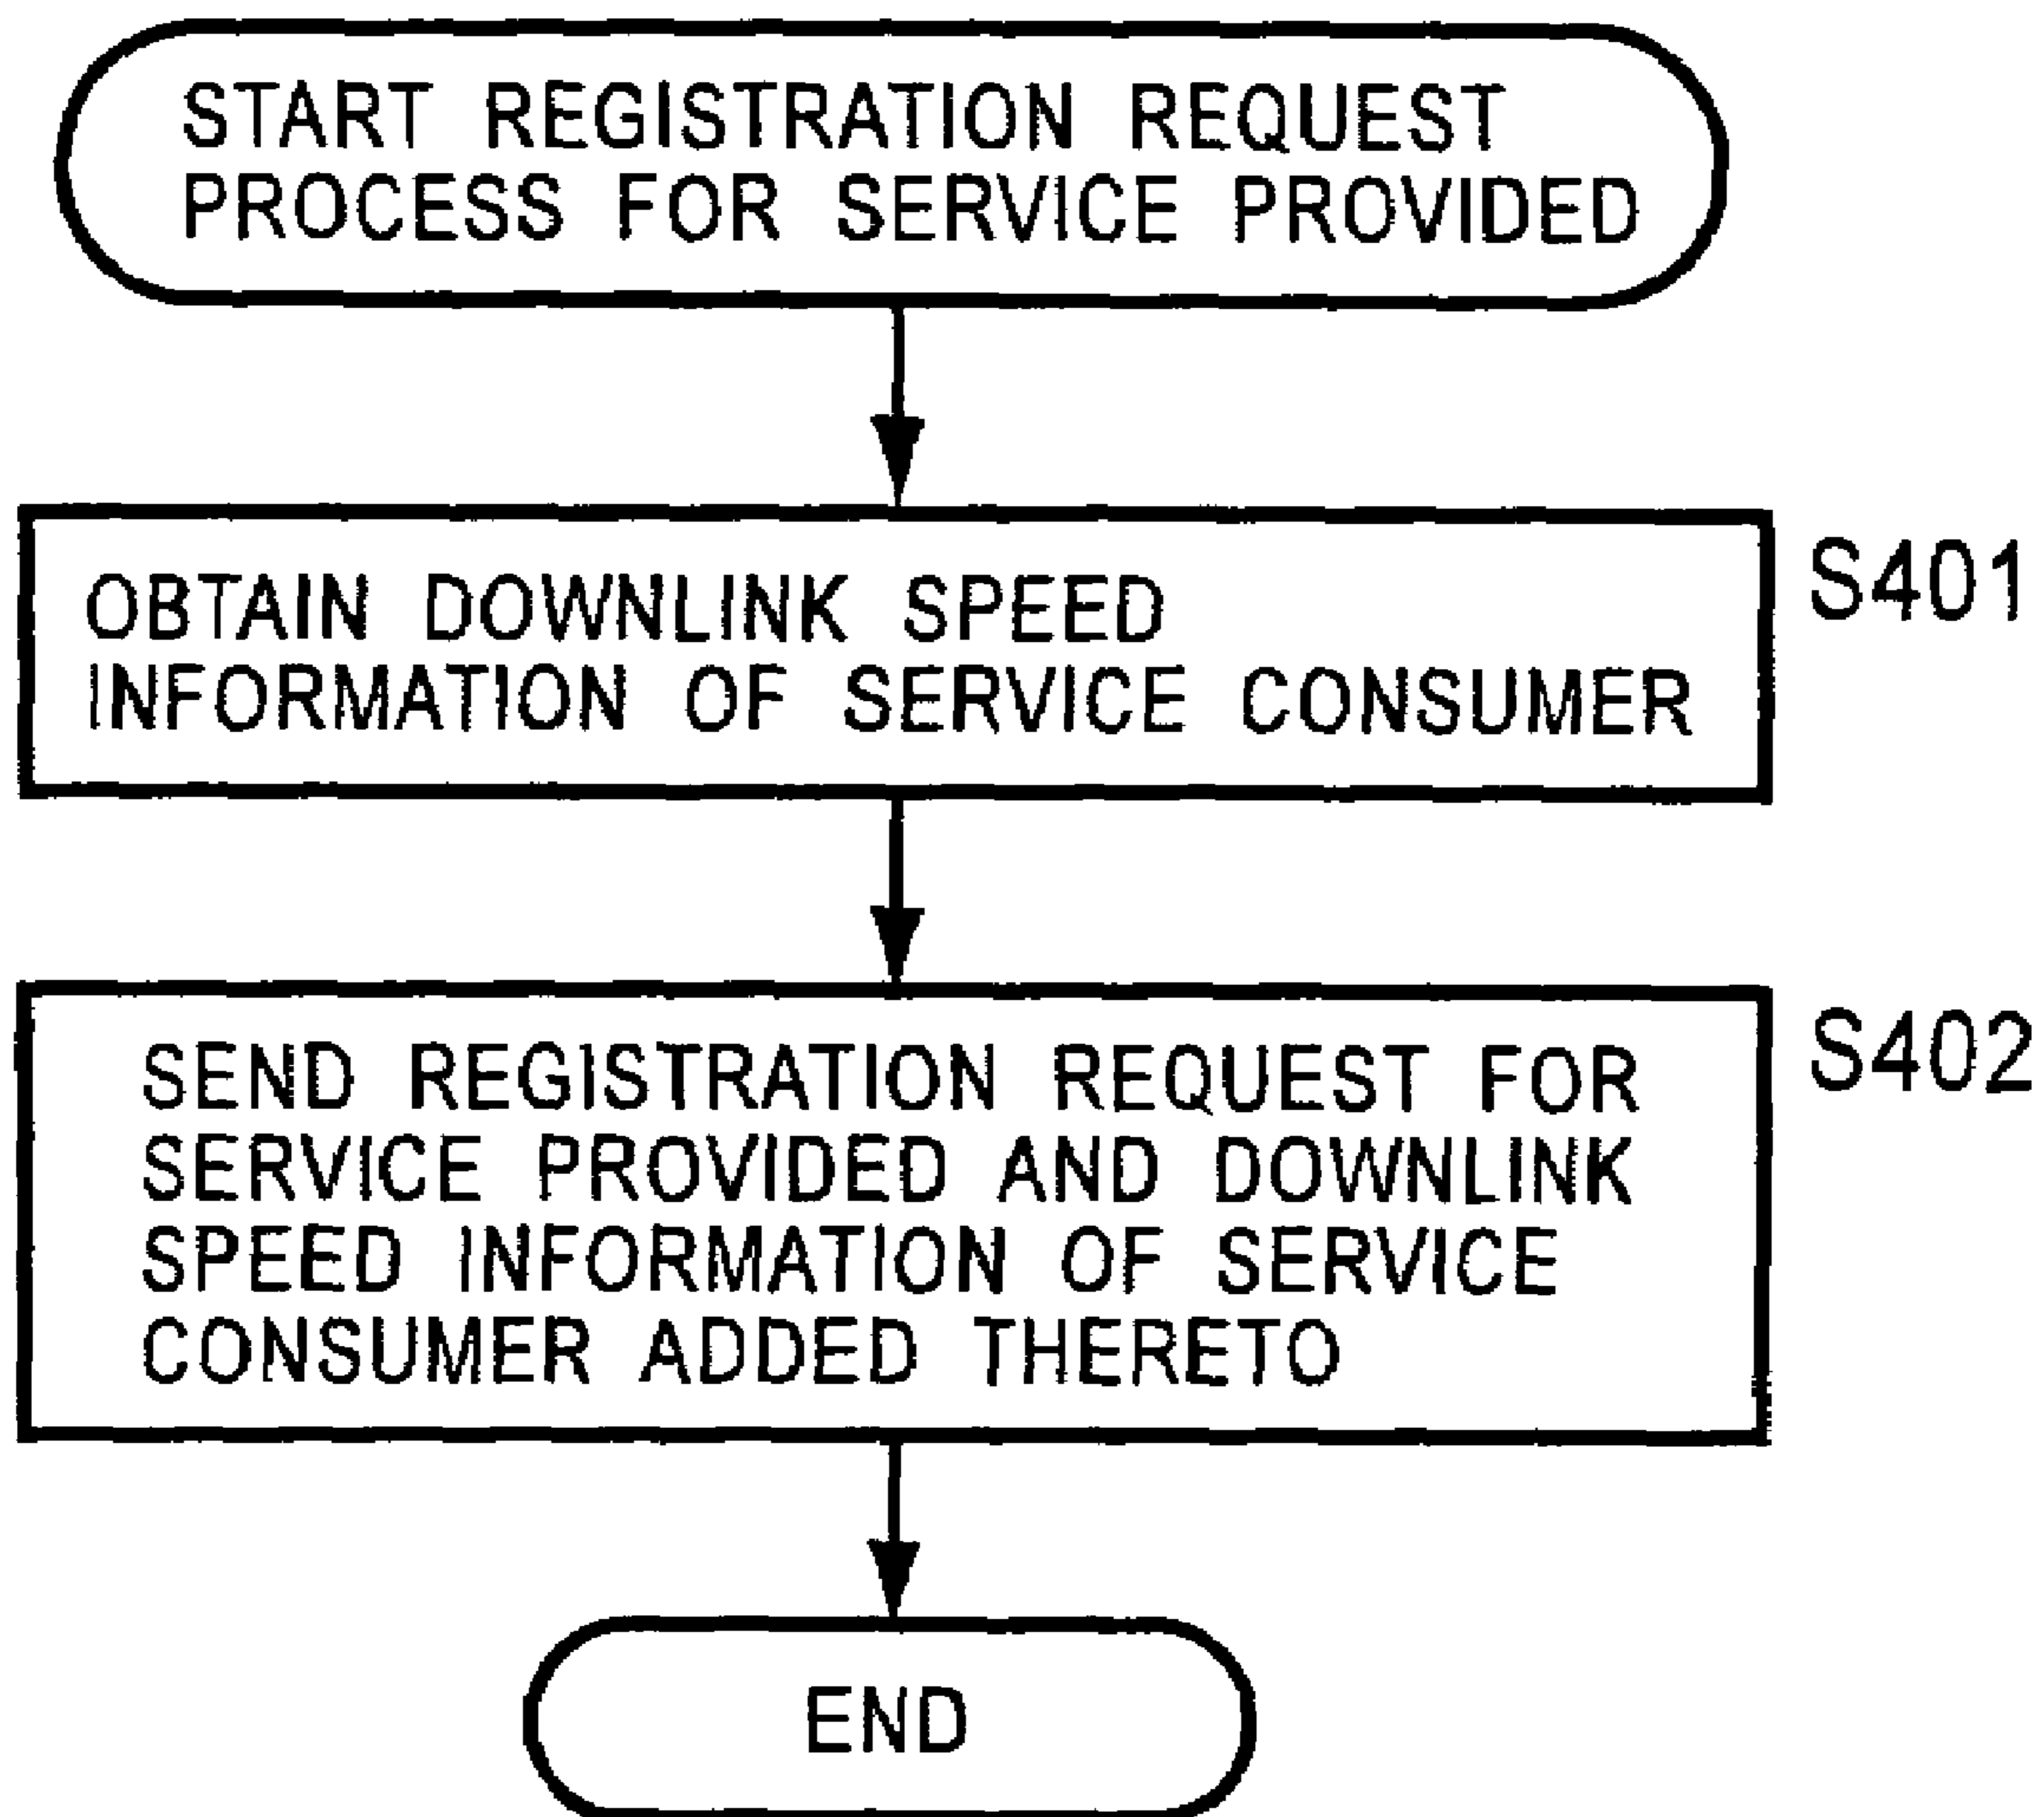 START REGISTRATION REQUEST
PROCESS FOR SERVICE PROVIDED
OBTAIN DOWNLINK SPEED
INFORMATION OF SERVICE CONSUMER
S401
SEND REGISTRATION REQUEST FOR
SERVICE PROVIDED AND DOWNLINK
SPEED INFORMATION OF SERVICE
CONSUMER ADDED THERETO
S402
END